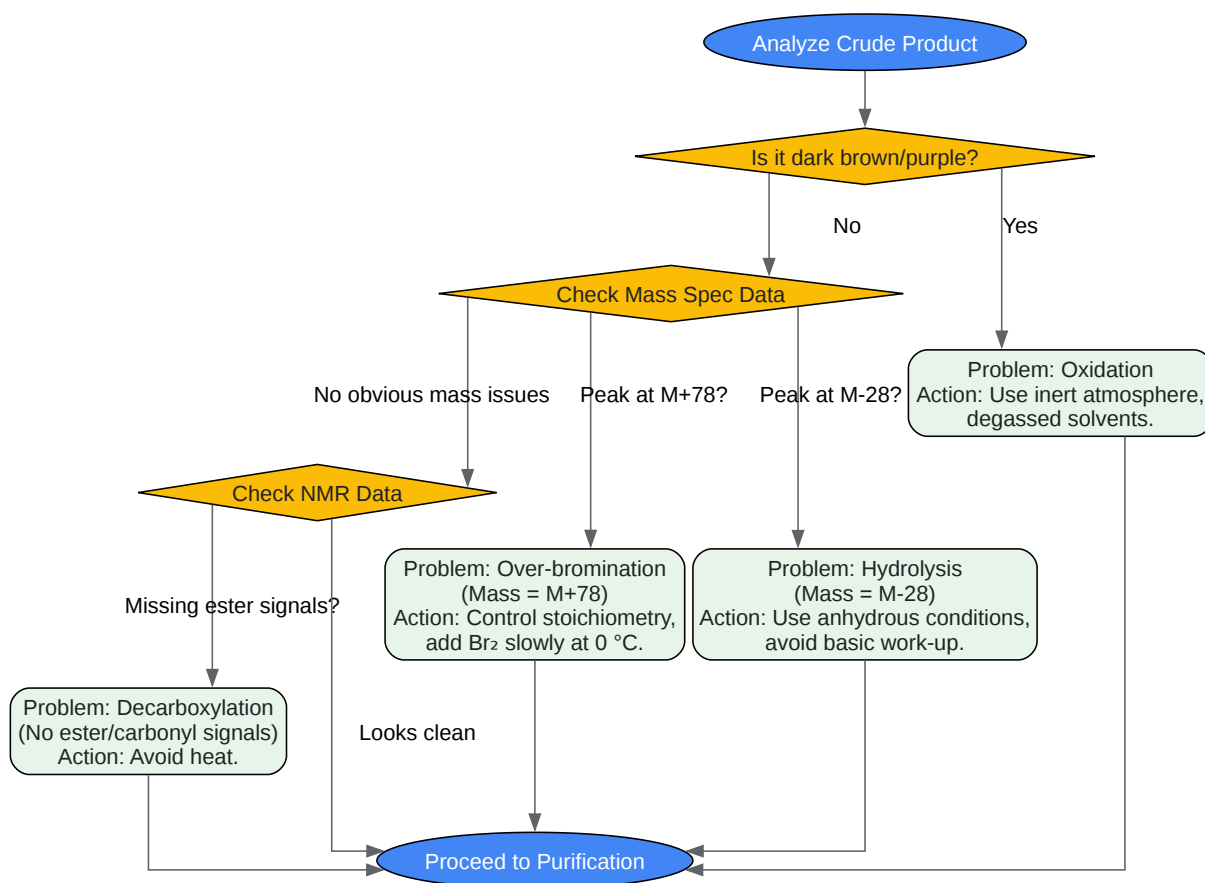 Analyze Crude Product
Is it dark brown/purple?
No
Yes
Check Mass Spec Data
No obvious mass issues
Peak at M+78?
Peak at M-28?
Problem: Oxidation
Action: Use inert atmosphere,
degassed solvents.
Check NMR Data
Missing ester signals?
Problem: Over-bromination
(Mass = M+78)
Action: Control stoichiometry,
add Br₂ slowly at 0 °C.
Problem: Hydrolysis
(Mass = M-28)
Action: Use anhydrous conditions,
avoid basic work-up.
Problem: Decarboxylation
(No ester/carbonyl signals)
Action: Avoid heat.
Looks clean
Proceed to Purification